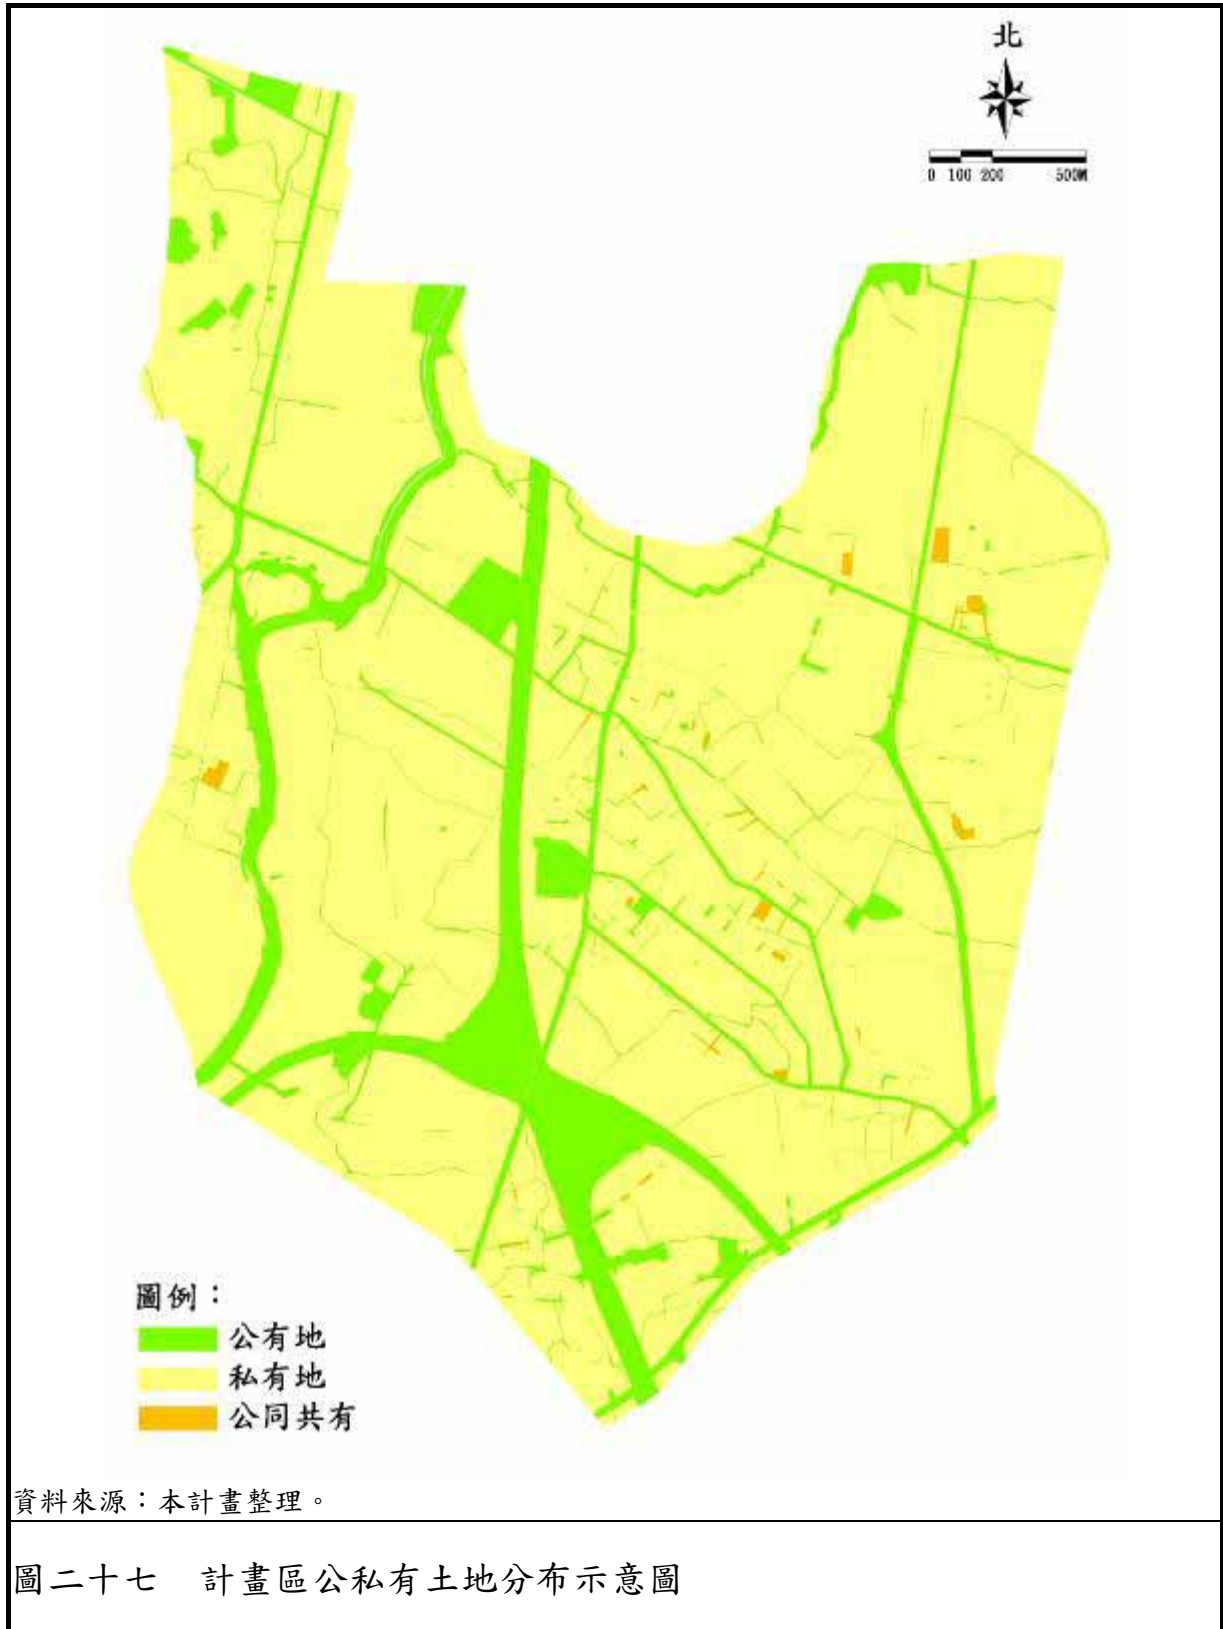 北
0 100 200 500M
圖例：
公有地
私有地
公同共有
資料來源：本計畫整理。
圖二十七 計畫區公私有土地分布示意圖